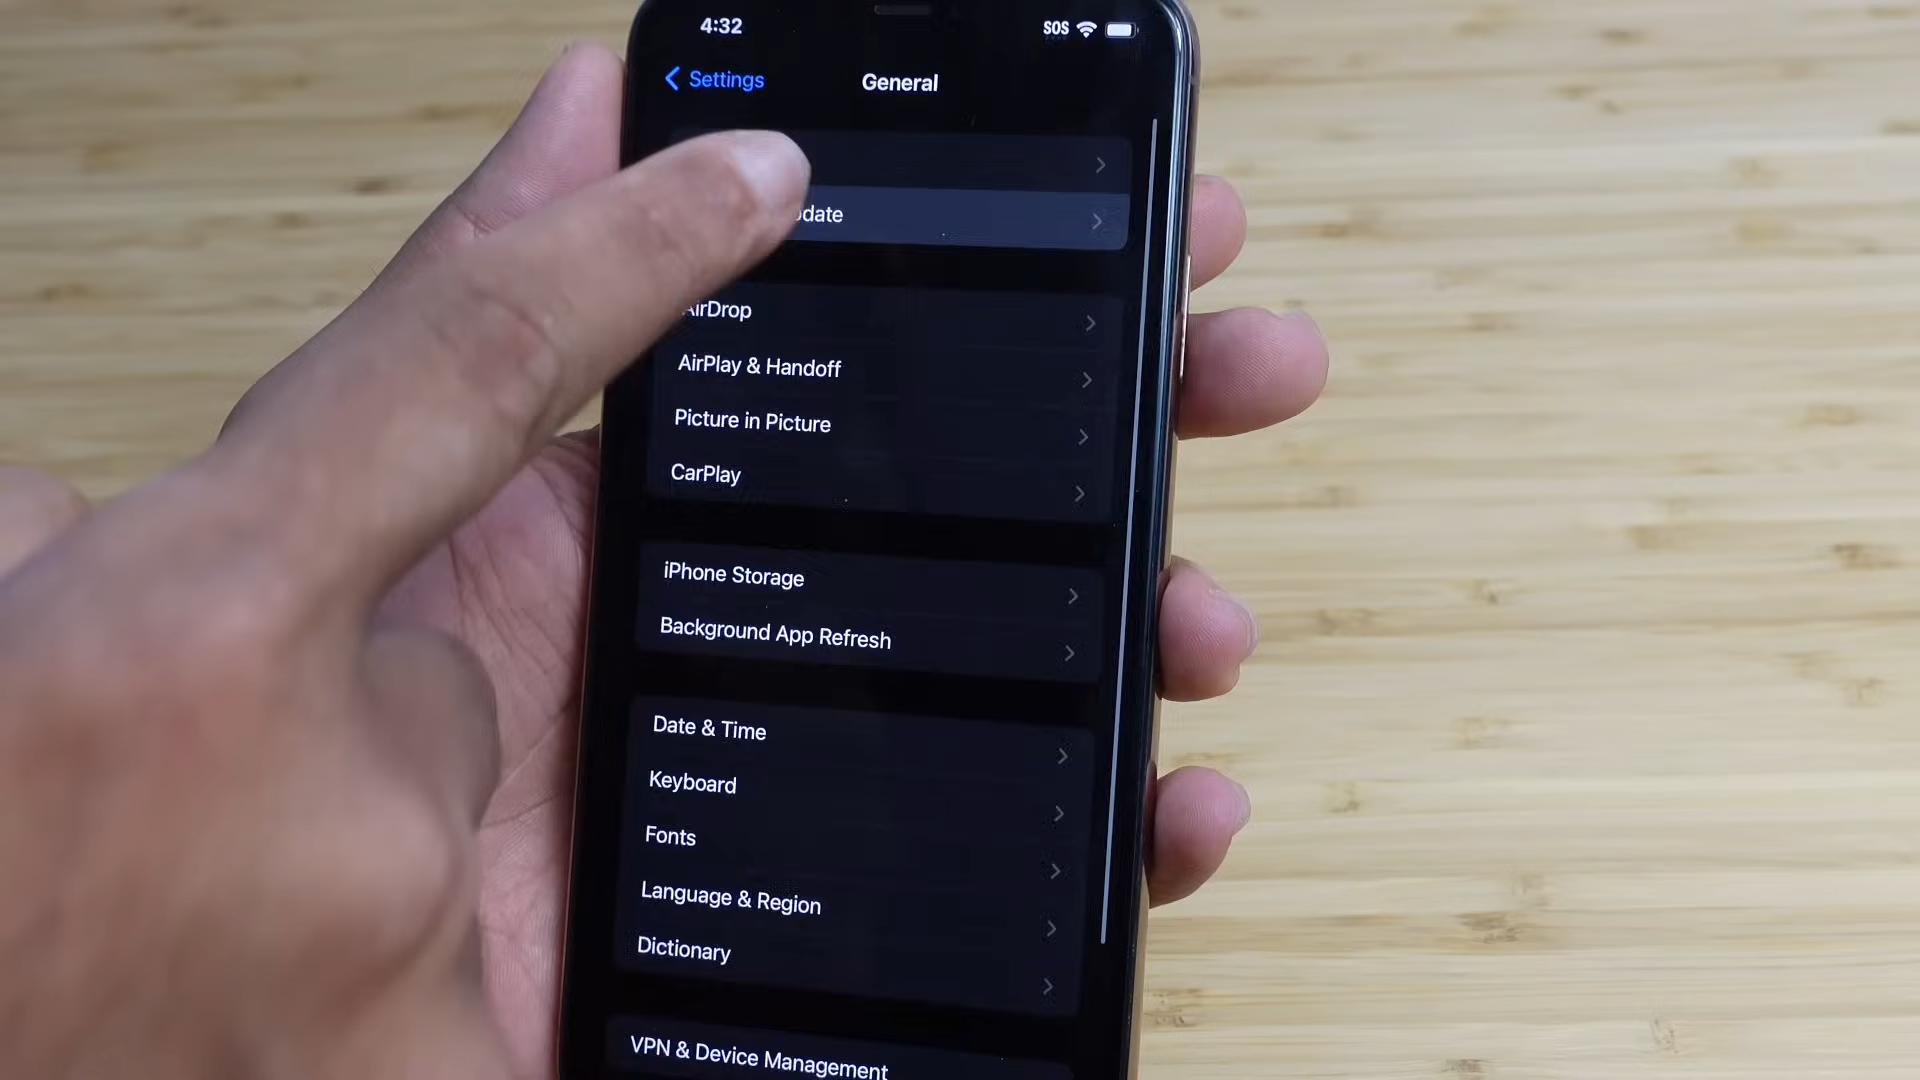 4:32
SOS
Settings
General
AirDrop
AirPlay & Handoff
Picture in Picture
CarPlay
iPhone Storage
Background App Refresh
Date & Time
Keyboard
Fonts
Language & Region
Dictionary
VPN & Device Management